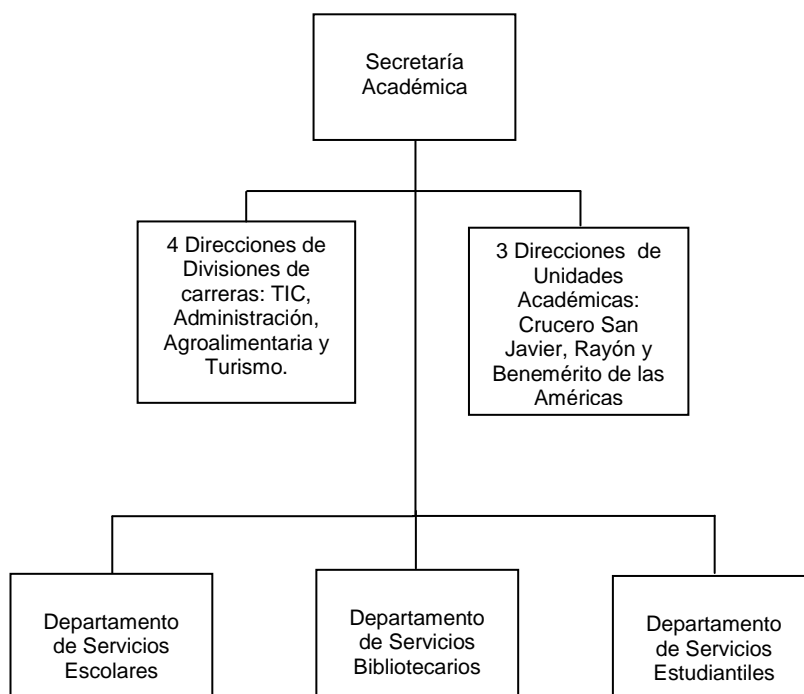 Secretaría
Académica
4 Direcciones de
Divisiones de
carreras: TIC,
Administración,
Agroalimentaria y
Turismo.
3 Direcciones de
Unidades
Académicas:
Crucero San
Javier, Rayón y
Benemérito de las
Américas
Departamento
de Servicios
Escolares
Departamento
de Servicios
Bibliotecarios
Departamento
de Servicios
Estudiantiles